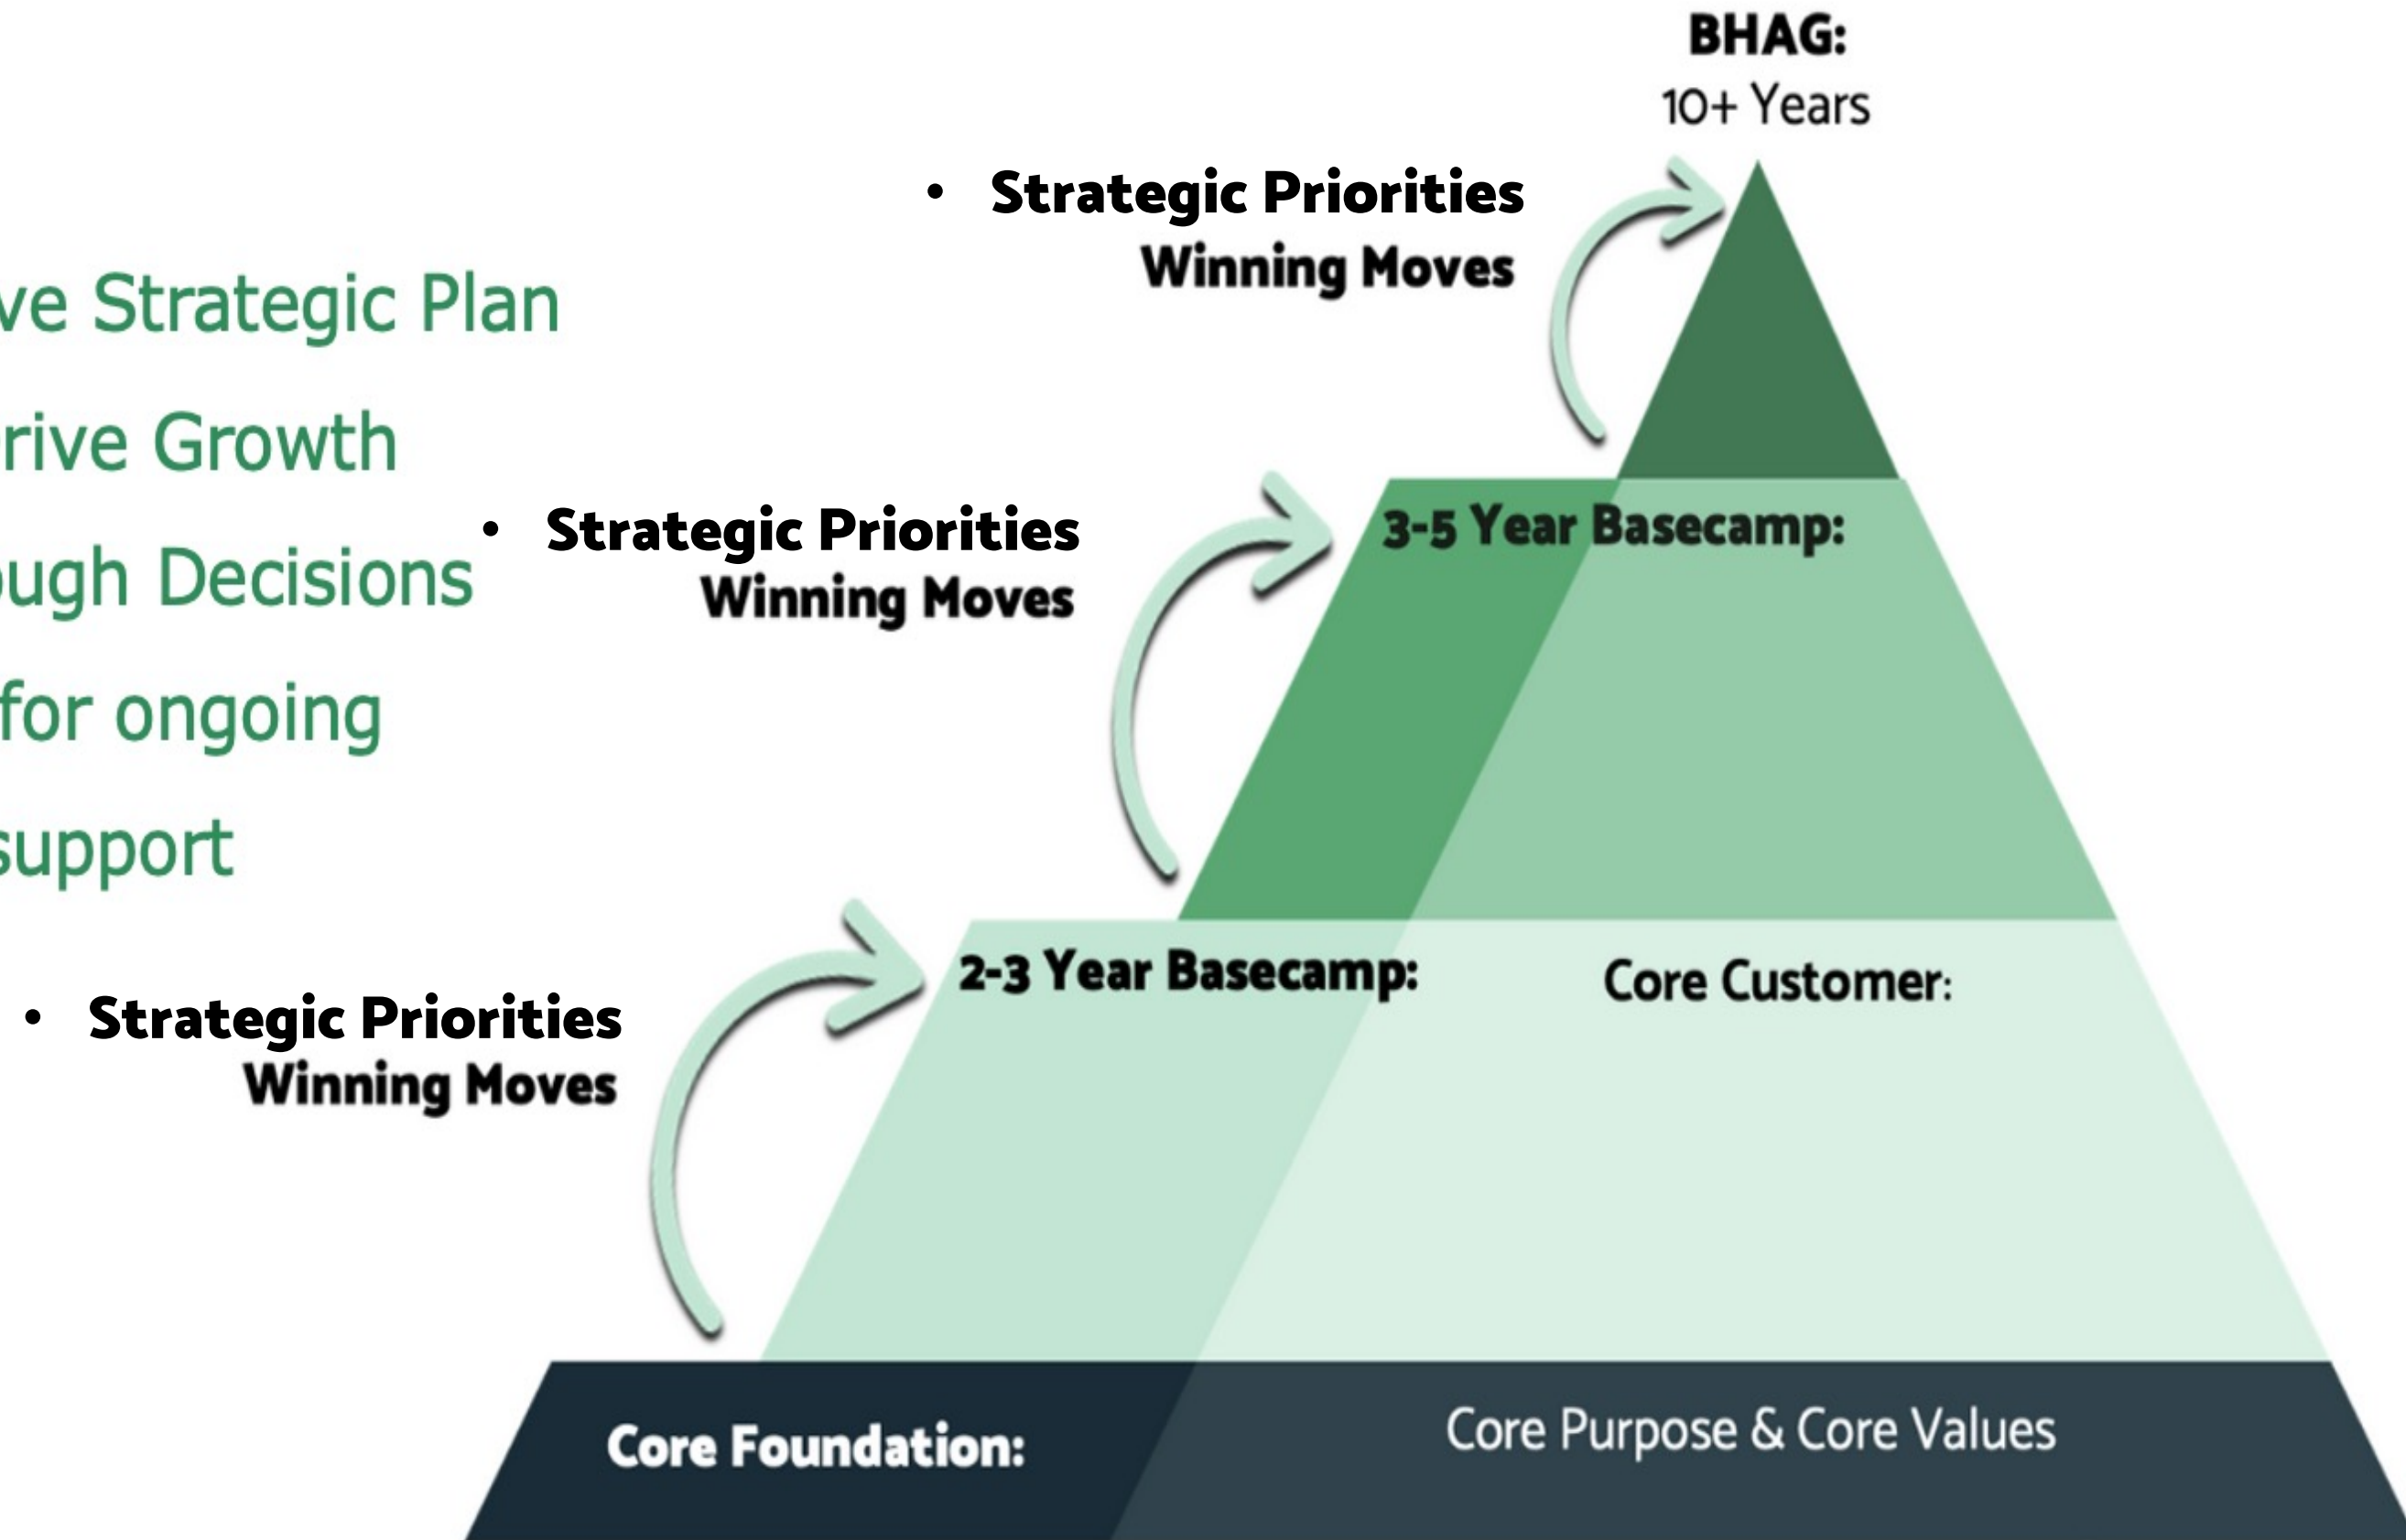 BHAG:
10+ Years
• Strategic Priorities
Winning Moves
ve Strategic Plan
rive Growth
ugh Decisions
for ongoing
support
• Strategic Priorities
Winning Moves
3-5 Year Basecamp:
2-3 Year Basecamp:
Core Customer:
• Strategic Priorities
Winning Moves
Core Foundation:
Core Purpose & Core Values